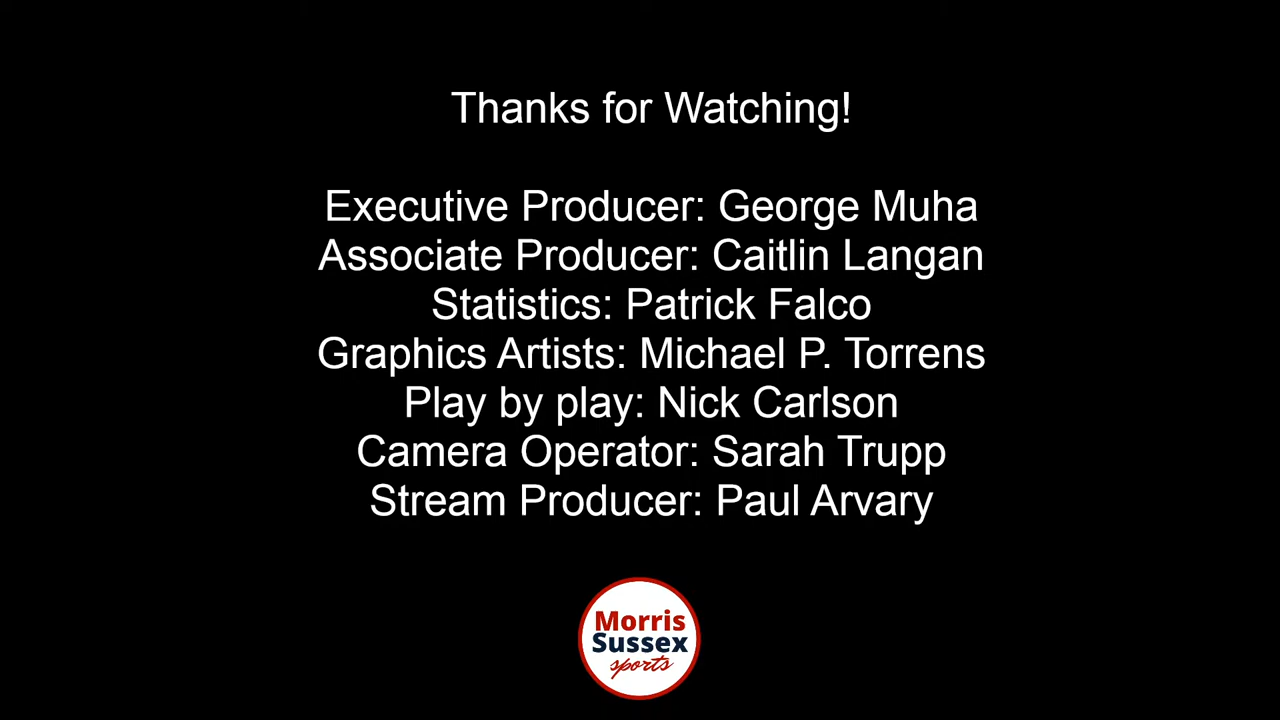 Thanks for Watching!
Executive Producer: George Muha
Associate Producer: Caitlin Langan
Statistics: Patrick Falco
Graphics Artists: Michael P. Torrens
Play by play: Nick Carlson
Camera Operator: Sarah Trupp
Stream Producer: Paul Arvary
Morris
Sussex
sports